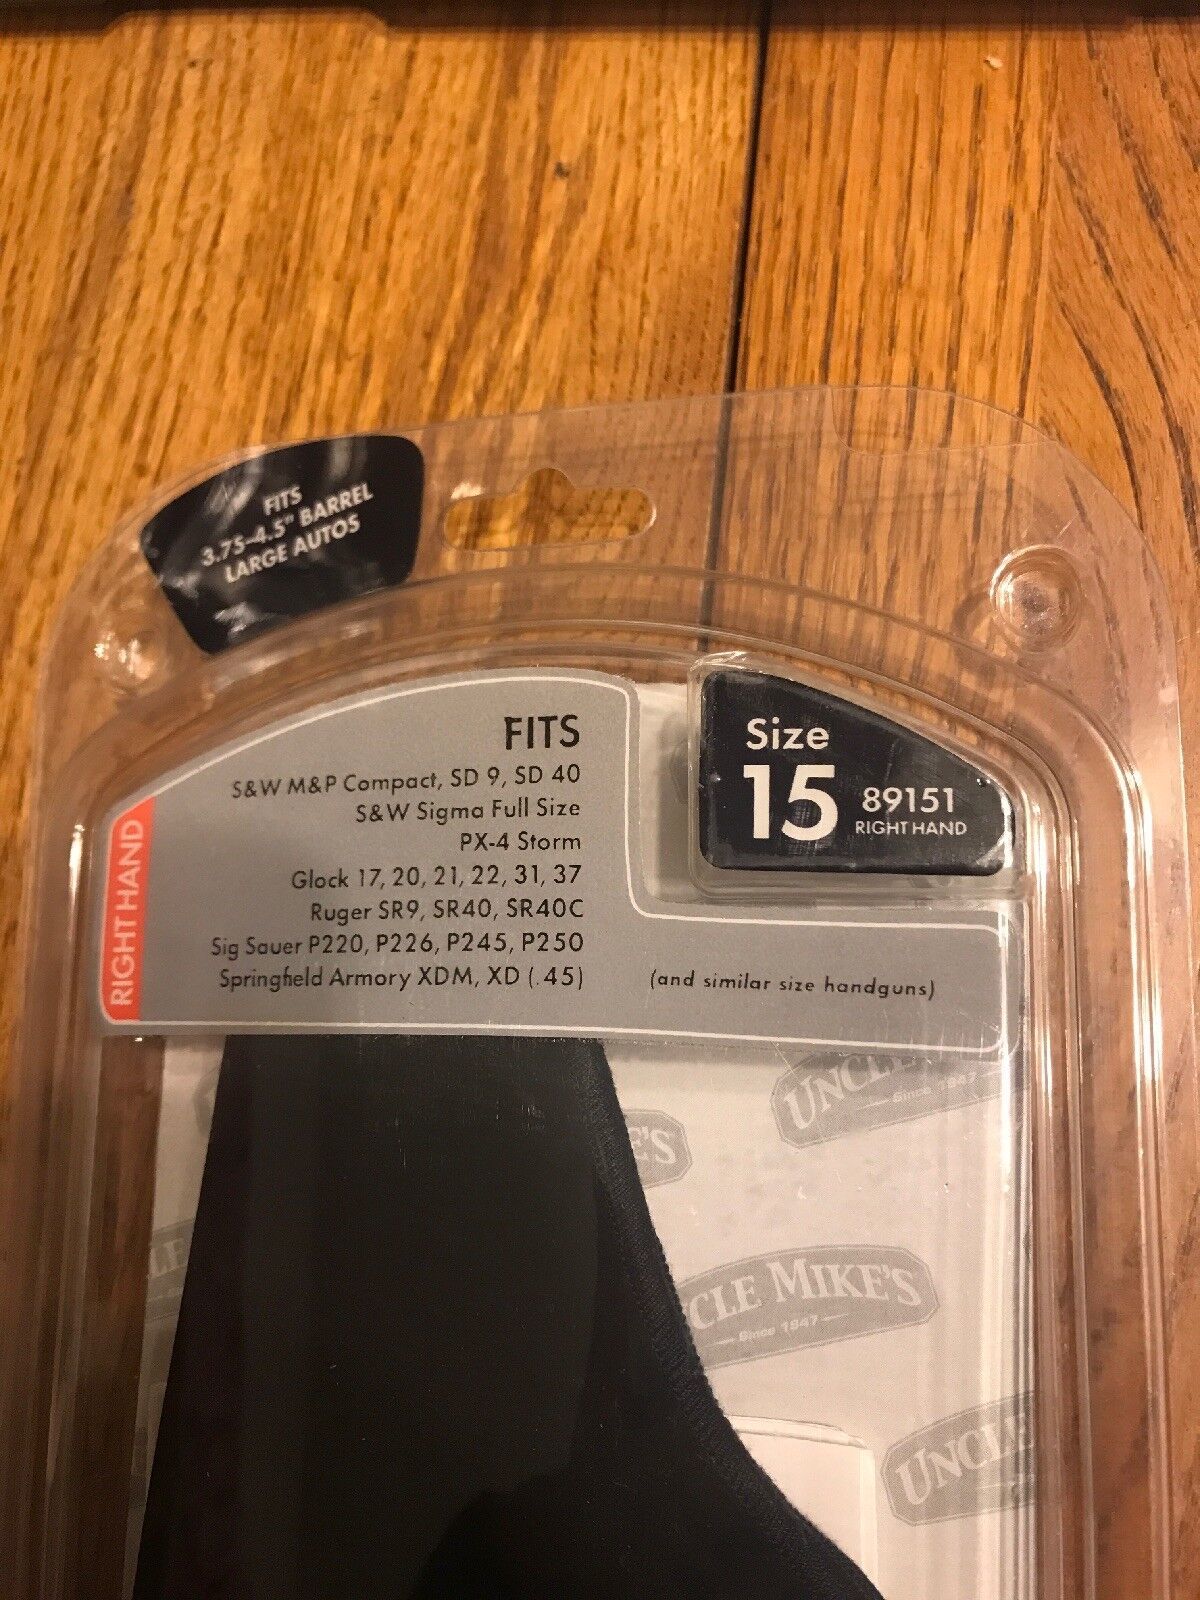 FITS
3.75–4.5" BARREL
LARGE AUTOS
FITS
S&W M&P Compact, SD 9, SD 40
S&W Sigma Full Size
PX-4 Storm
Glock 17, 20, 21, 22, 31, 37
Ruger SR9, SR40, SR40C
Sig Sauer P220, P226, P245, P250
Springfield Armory XDM, XD (.45)
(and similar size handguns)
RIGHT HAND
Size
15
89151
RIGHT HAND
UNCLE
Since 1947
E'S
CLE MIKE'S
Since 1947
LE
UNCLE